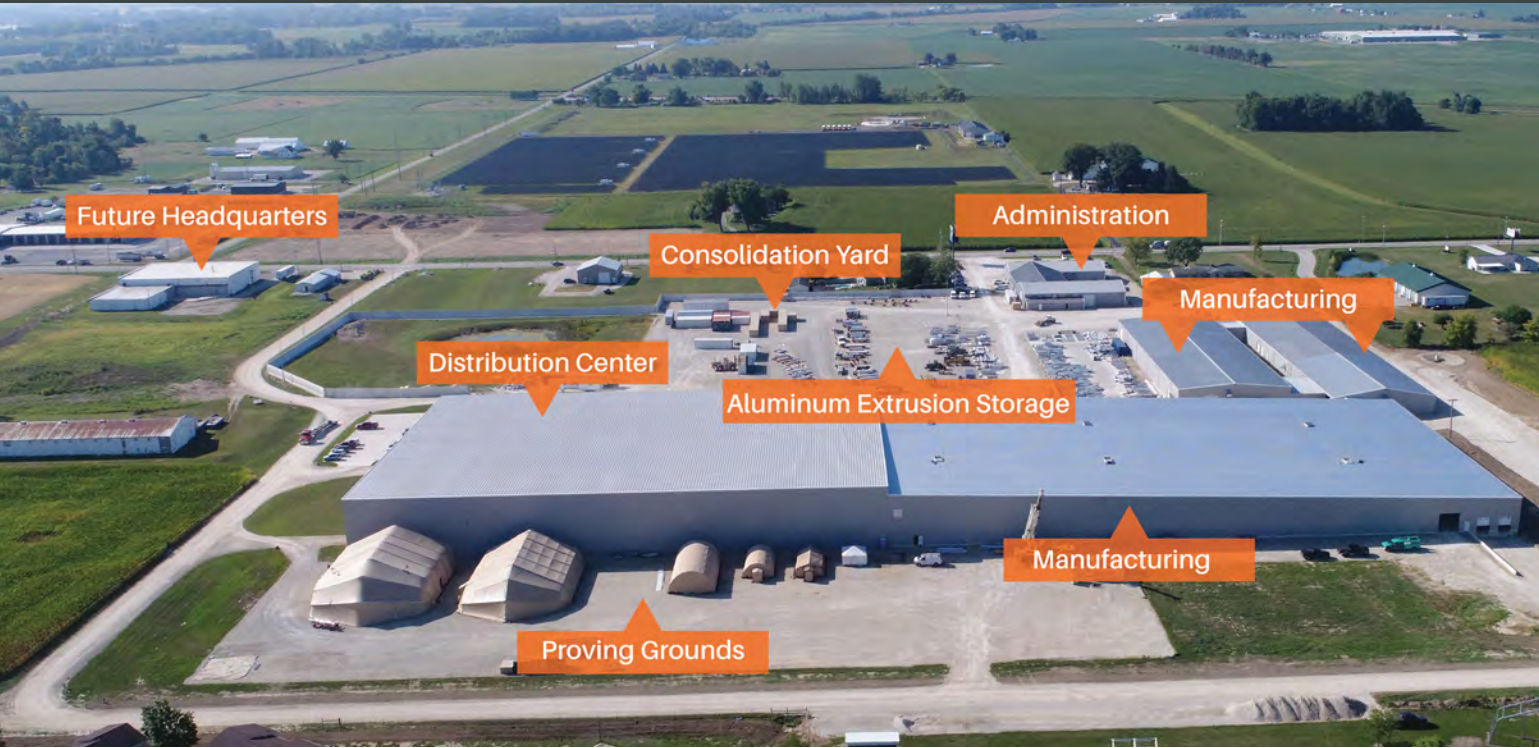 Future Headquarters
Administration
Consolidation Yard
Manufacturing
Distribution Center
Aluminum Extrusion Storage
Manufacturing
Proving Grounds